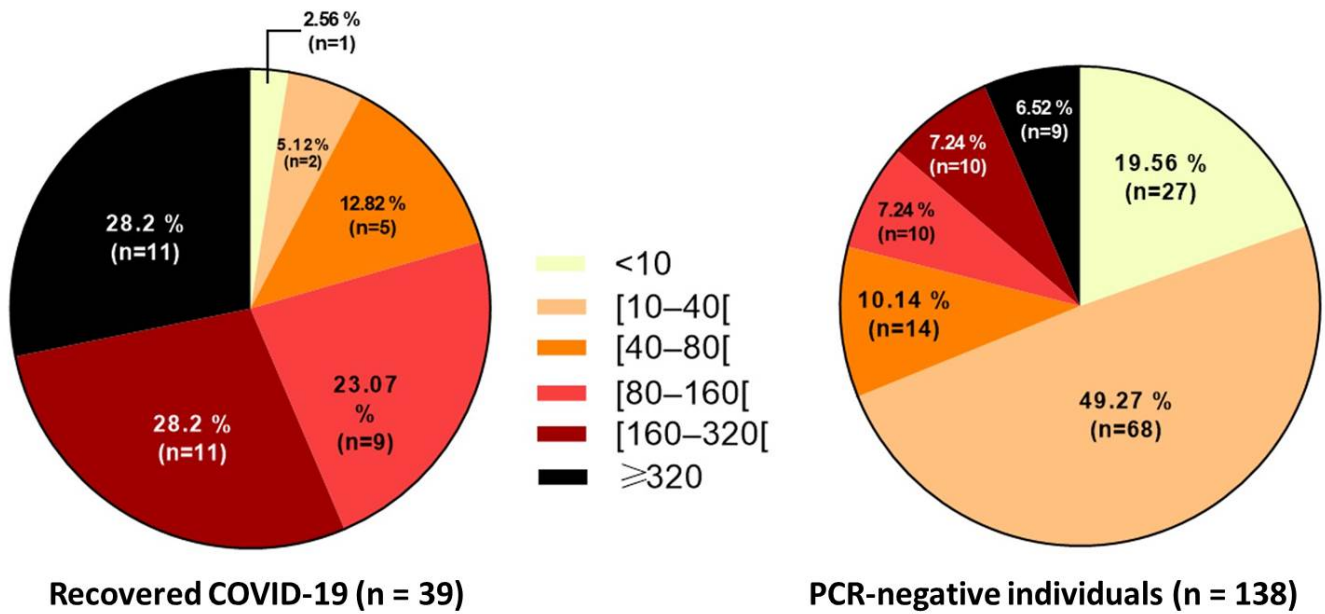 2.56 %
(n=1)
5.12 %
(n=2)
12.82 %
(n=5)
23.07
%
(n=9)
28.2 %
(n=11)
28.2 %
(n=11)
<10
[10–40[
[40–80[
[80–160[
[160–320[
⩾320
19.56 %
(n=27)
49.27 %
(n=68)
10.14 %
(n=14)
7.24 %
(n=10)
7.24 %
(n=10)
6.52 %
(n=9)
Recovered COVID-19 (n = 39)
PCR-negative individuals (n = 138)